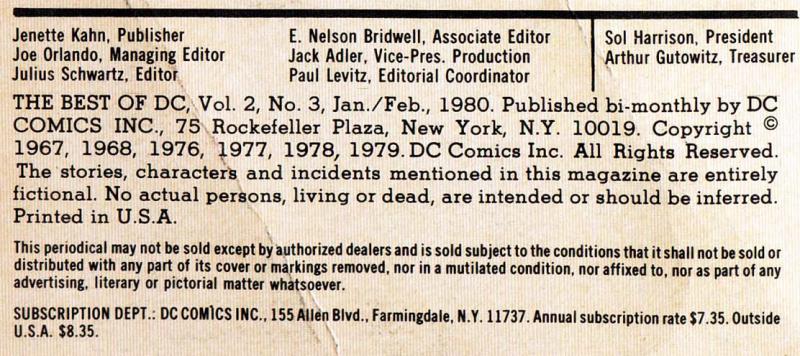 Jenette Kahn, Publisher
Joe Orlando, Managing Editor
Julius Schwartz, Editor
E. Nelson Bridwell, Associate Editor
Jack Adler, Vice-Pres. Production
Paul Levitz, Editorial Coordinator
Sol Harrison, President
Arthur Gutowitz, Treasurer
THE BEST OF DC, Vol. 2, No. 3, Jan./Feb., 1980. Published bi-monthly by DC
COMICS INC., 75 Rockefeller Plaza, New York, N.Y. 10019. Copyright ©
1967, 1968, 1976, 1977, 1978, 1979. DC Comics Inc. All Rights Reserved.
The stories, characters and incidents mentioned in this magazine are entirely
fictional. No actual persons, living or dead, are intended or should be inferred.
Printed in U.S.A.
This periodical may not be sold except by authorized dealers and is sold subject to the conditions that it shall not be sold or
distributed with any part of its cover or markings removed, nor in a mutilated condition, nor affixed to, nor as part of any
advertising, literary or pictorial matter whatsoever.
SUBSCRIPTION DEPT.: DC COMICS INC., 155 Allen Blvd., Farmingdale, N.Y. 11737. Annual subscription rate $7.35. Outside
U.S.A. $8.35.